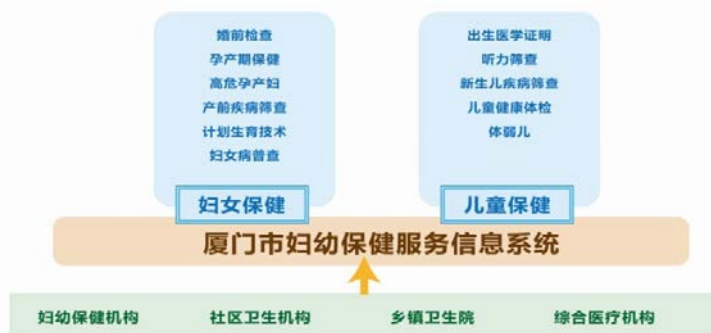 婚前检查
孕产期保健
高危孕产妇
产前疾病筛查
计划生育技术
妇女病普查
妇女保健
出生医学证明
听力筛查
新生儿疾病筛查
儿童健康体检
体弱儿
儿童保健
厦门市妇幼保健服务信息系统
妇幼保健机构 社区卫生机构 乡镇卫生院 综合医疗机构